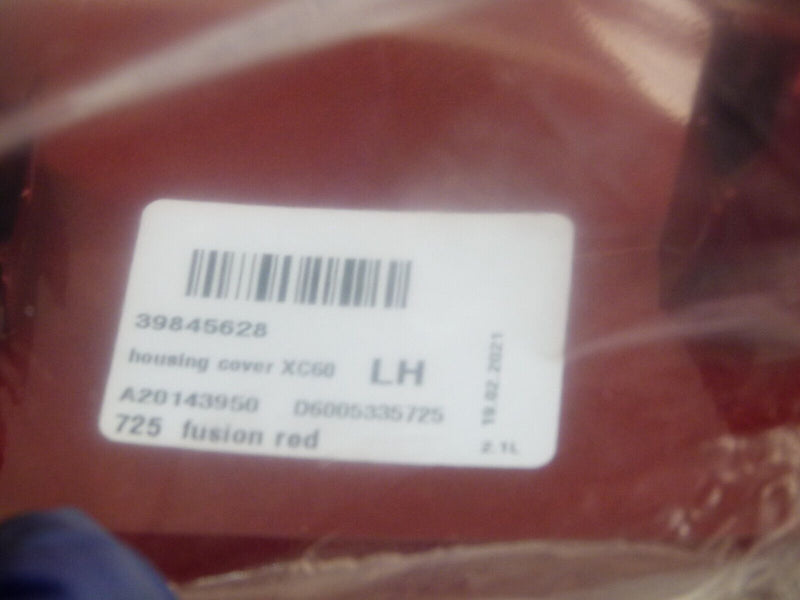 39845628
housing cover XC60 LH
A20143950 D6005335725
725 fusion red
19.02.2021
2.1L